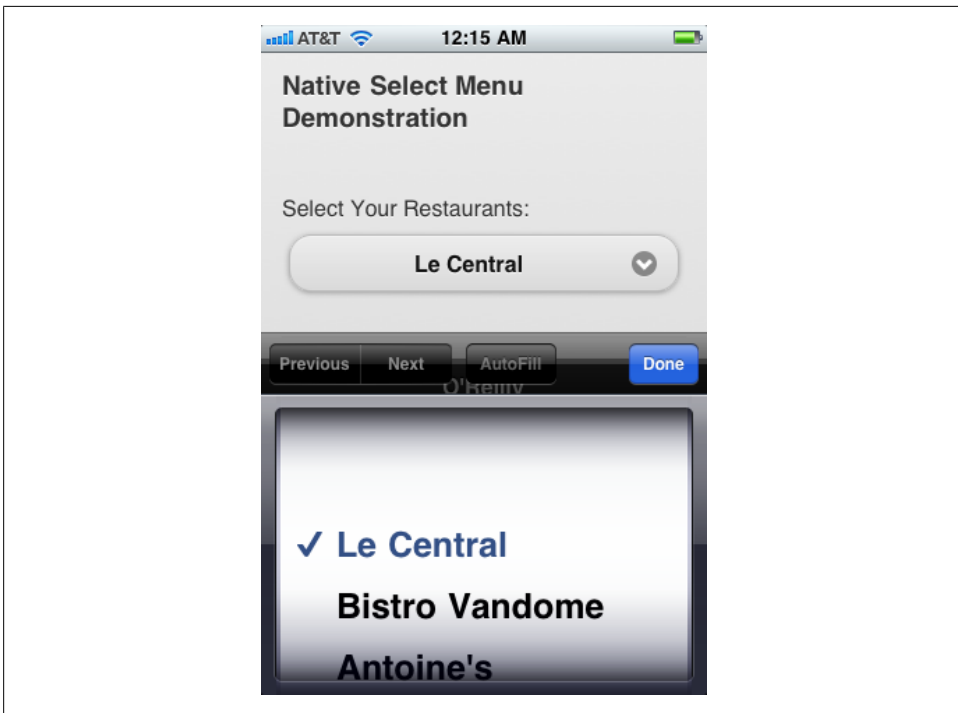 AT&T 12:15 AM
Native Select Menu
Demonstration
Select Your Restaurants:
Le Central
Previous Next AutoFill Done
O'Reilly
✓ Le Central
Bistro Vandome
Antoine's